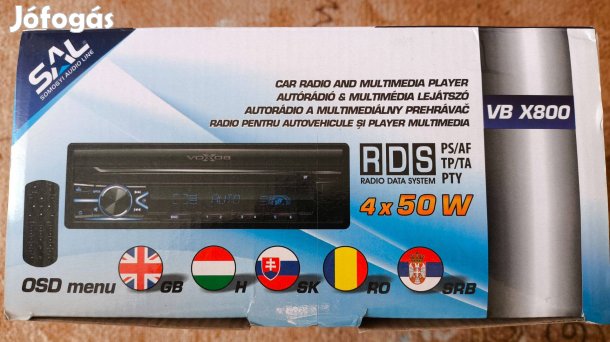 Jófogás
SAL
SOMOGYI AUDIO LINE
CAR RADIO AND MULTIMEDIA PLAYER
AUTÓRÁDIÓ & MULTIMÉDIA LEJÁTSZÓ
AUTORÁDIO A MULTIMEDIÁLNY PREHRÁVAČ
RADIO PENTRU AUTOVEHICULE ŞI PLAYER MULTIMEDIA
VB X800
VOXBOX
RDS
RADIO DATA SYSTEM
PS/AF
TP/TA
PTY
4 x 50 W
OSD menu
GB
H
SK
RO
SRB